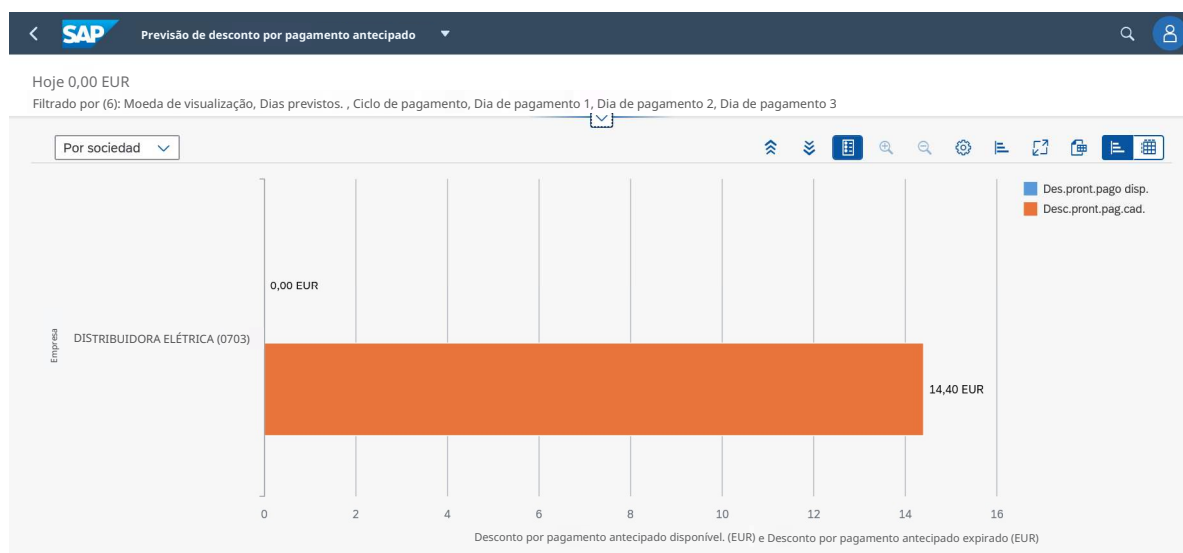 SAP Previsão de desconto por pagamento antecipado
Hoje 0,00 EUR
Filtrado por (6): Moeda de visualização, Dias previstos. , Ciclo de pagamento, Dia de pagamento 1, Dia de pagamento 2, Dia de pagamento 3
Por sociedad
Des.pront.pago disp.
Desc.pront.pag.cad.
0,00 EUR
Empresa
DISTRIBUIDORA ELÉTRICA (0703)
14,40 EUR
0 2 4 6 8 10 12 14 16
Desconto por pagamento antecipado disponível. (EUR) e Desconto por pagamento antecipado expirado (EUR)